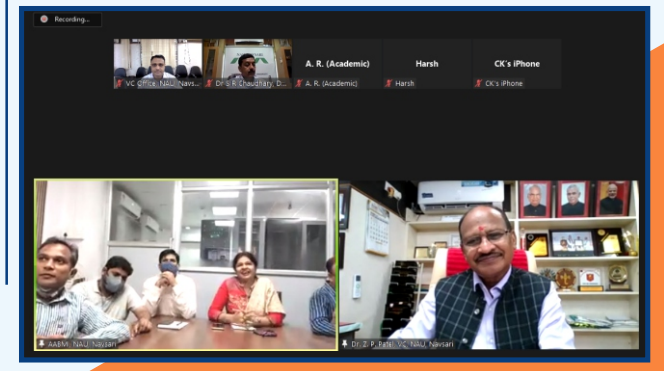 Recording...
A. R. (Academic)
Harsh
CK's iPhone
VC Office, NAU, Navs...
Dr S R Chaudhary, D...
A. R. (Academic)
Harsh
CK's iPhone
AABMI, NAU, Navsari
Dr. Z. P. Patel, VC, NAU, Navsari